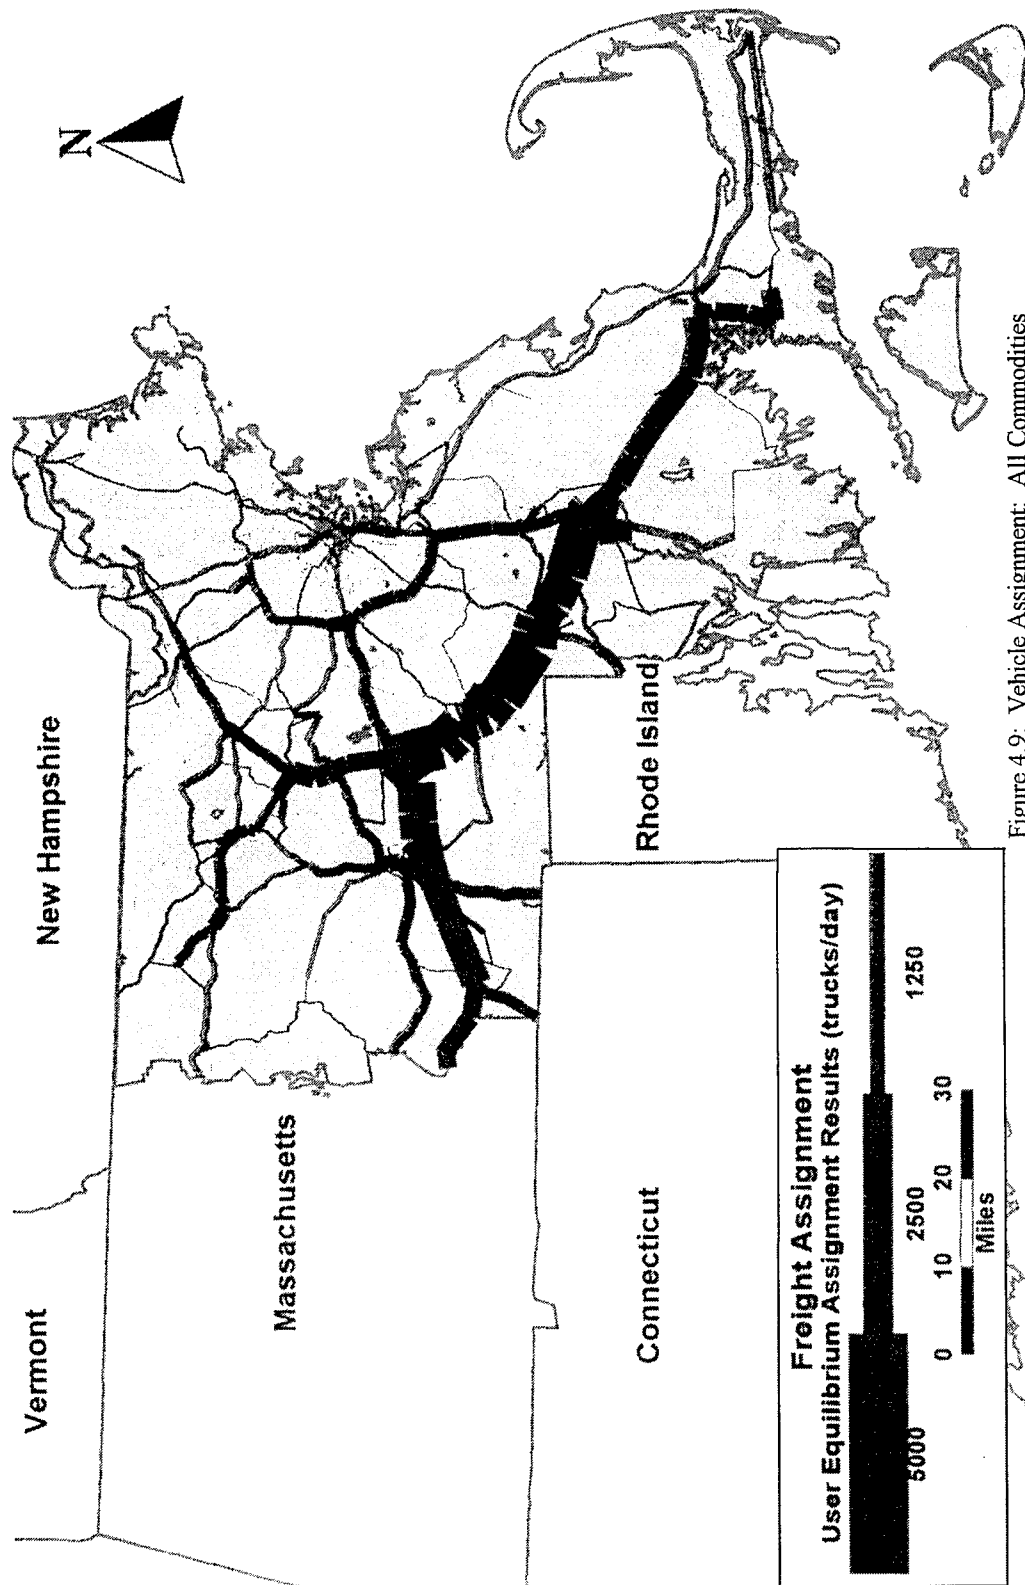 N
Vermont
New Hampshire
Massachusetts
Connecticut
Rhode Island
Freight Assignment
User Equilibrium Assignment Results (trucks/day)
5000 2500 1250
0 10 20 30
Miles
Figure 4.9: Vehicle Assignment: All Commodities